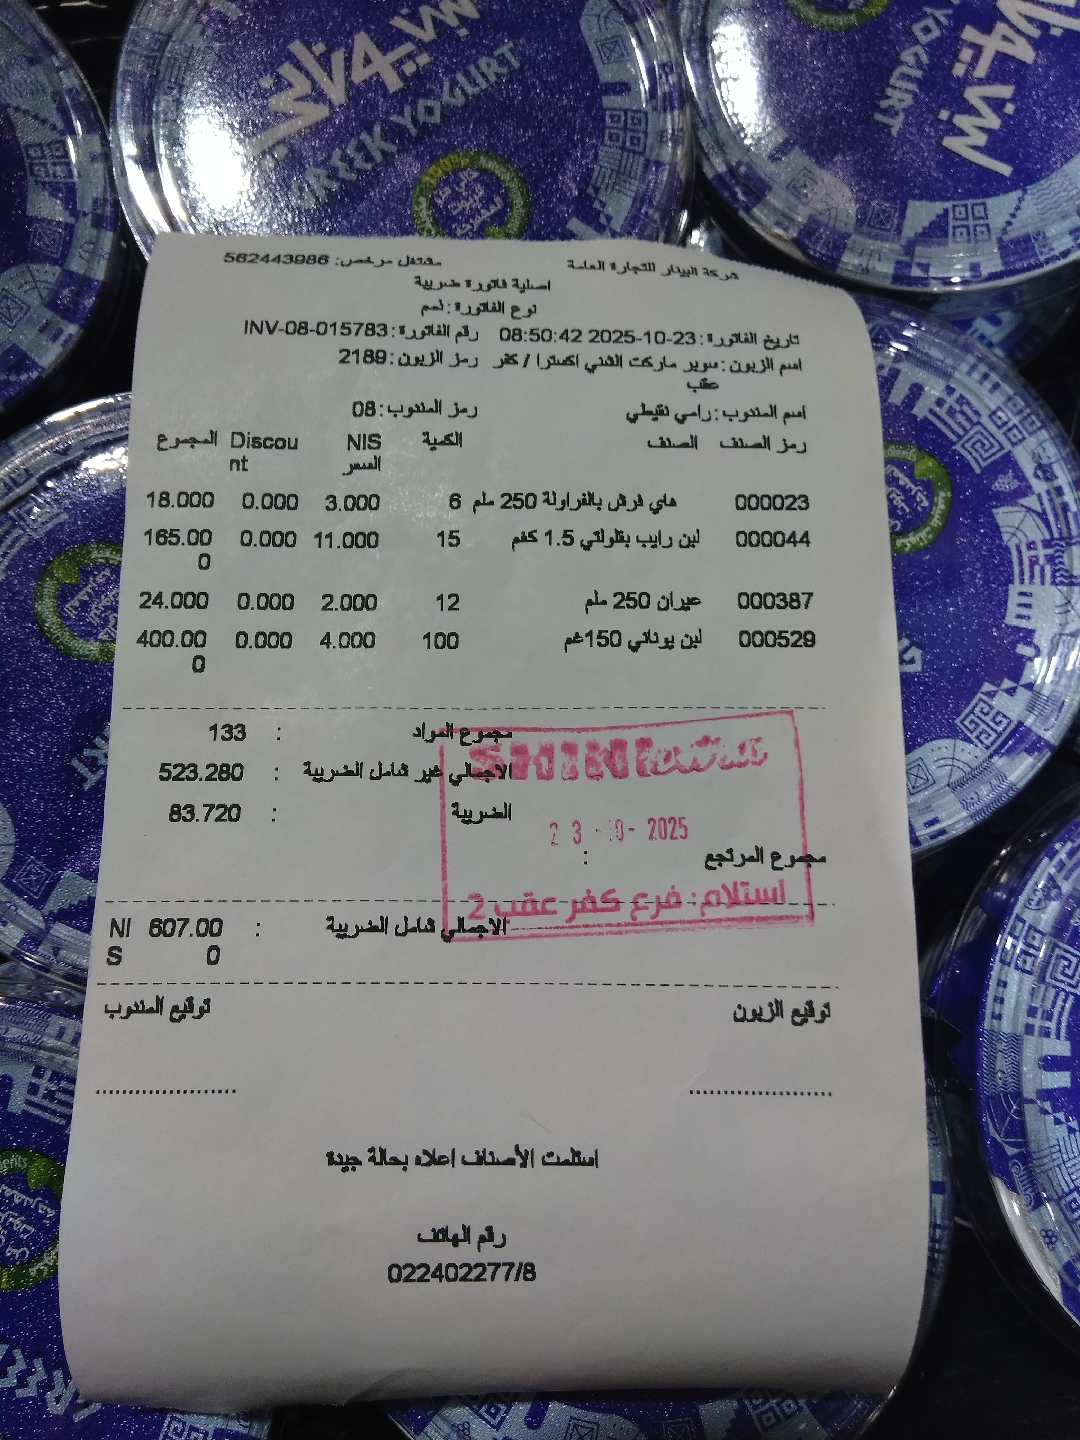 GREEK YOGURT
YOGURT
شركة البينار للتجارة العامة مشتغل مرخص: 562443986
اصلية فاتورة ضريبية
نوع الفاتورة: ذمم
تاريخ الفاتورة: 2025-10-23 08:50:42 رقم الفاتورة: INV-08-015783
اسم الزبون: سوبر ماركت الشني اكسترا / كفر عقب رمز الزبون: 2189
اسم المندوب: رامي نقيطي رمز المندوب: 08
رمز الصنف الصنف الكمية NIS السعر Discount المجموع
000023 هاي فرش بالفراولة 250 ملم 6 3.000 0.000 18.000
000044 لبن رايب بقلولتي 1.5 كغم 15 11.000 0.000 165.000
000387 عيران 250 ملم 12 2.000 0.000 24.000
000529 لبن يوناني 150غم 100 4.000 0.000 400.000
مجموع المواد : 133
الاجمالي غير شامل الضريبة : 523.280
الضريبة : 83.720
مجموع المرتجع :
الاجمالي شامل الضريبة : 607.000 NIS
SHINI
23-10-2025
استلام: فرع كفر عقب 2
توقيع الزبون توقيع المندوب
استلمت الأصناف اعلاه بحالة جيدة
رقم الهاتف
022402277/8